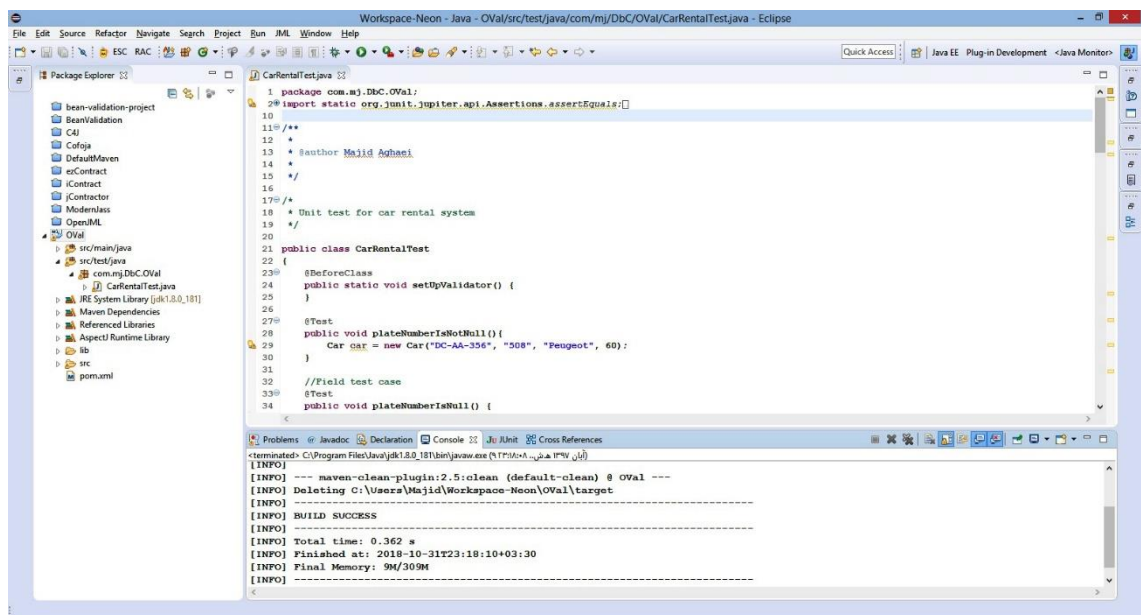 Workspace-Neon - Java - OVal/src/test/java/com/mj/DbC/OVal/CarRentalTest.java - Eclipse
File Edit Source Refactor Navigate Search Project Run JML Window Help
ESC RAC
Quick Access
Java EE Plug-in Development <Java Monitor>
Package Explorer
bean-validation-project
BeanValidation
C4J
Cofoja
DefaultMaven
ezContract
iContract
jContractor
ModernJass
OpenJML
OVal
src/main/java
src/test/java
com.mj.DbC.OVal
CarRentalTest.java
JRE System Library [jdk1.8.0_181]
Maven Dependencies
Referenced Libraries
AspectJ Runtime Library
lib
src
pom.xml
CarRentalTest.java
1 package com.mj.DbC.OVal;
2 import static org.junit.jupiter.api.Assertions.assertEquals;
10
11 /**
12 *
13 * @author Majid Aghaei
14 *
15 */
16
17 /*
18 * Unit test for car rental system
19 */
20
21 public class CarRentalTest
22 {
23 @BeforeClass
24 public static void setUpValidator() {
25 }
26
27 @Test
28 public void plateNumberIsNotNull(){
29 Car car = new Car("DC-AA-356", "508", "Peugeot", 60);
30 }
31
32 //Field test case
33 @Test
34 public void plateNumberIsNull() {
Problems Javadoc Declaration Console JUnit Cross References
<terminated> C:\Program Files\Java\jdk1.8.0_181\bin\javaw.exe
[INFO]
[INFO] --- maven-clean-plugin:2.5:clean (default-clean) @ OVal ---
[INFO] Deleting C:\Users\Majid\Workspace-Neon\OVal\target
[INFO] ------------------------------------------------------------------------
[INFO] BUILD SUCCESS
[INFO] ------------------------------------------------------------------------
[INFO] Total time: 0.362 s
[INFO] Finished at: 2018-10-31T23:18:10+03:30
[INFO] Final Memory: 9M/309M
[INFO] ------------------------------------------------------------------------